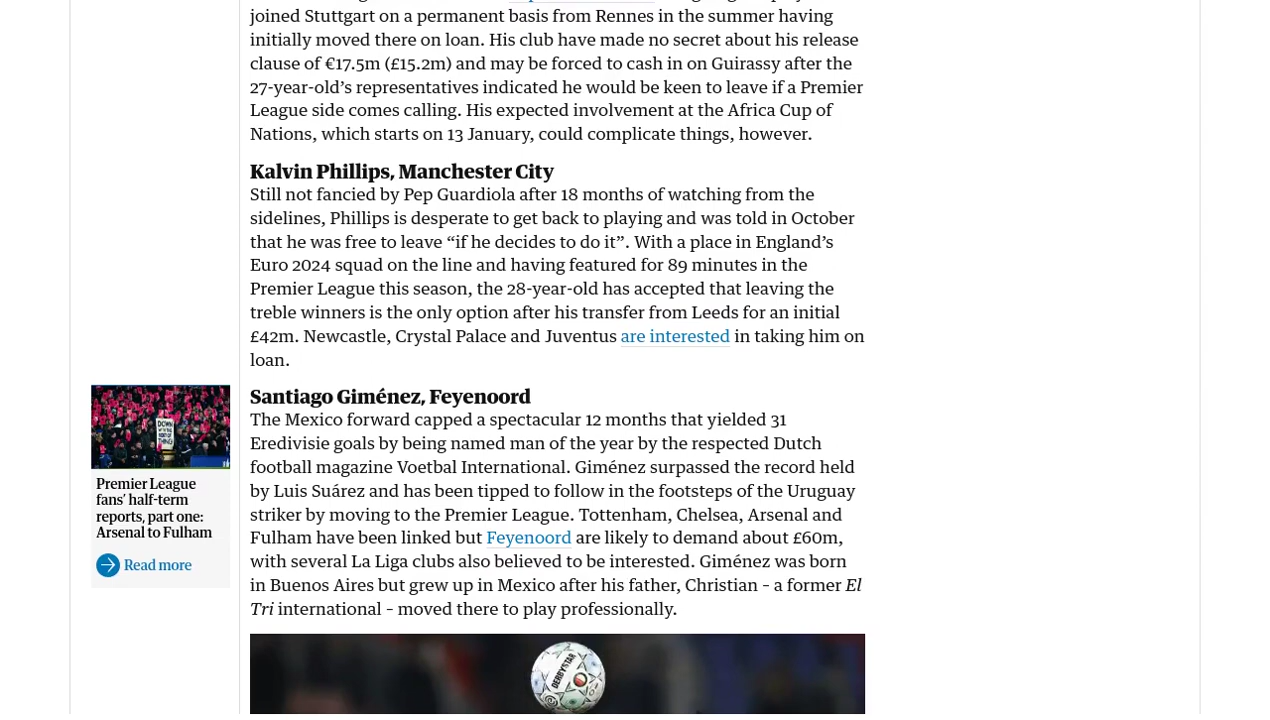 joined Stuttgart on a permanent basis from Rennes in the summer having
initially moved there on loan. His club have made no secret about his release
clause of €17.5m (£15.2m) and may be forced to cash in on Guirassy after the
27-year-old’s representatives indicated he would be keen to leave if a Premier
League side comes calling. His expected involvement at the Africa Cup of
Nations, which starts on 13 January, could complicate things, however.
Kalvin Phillips, Manchester City
Still not fancied by Pep Guardiola after 18 months of watching from the
sidelines, Phillips is desperate to get back to playing and was told in October
that he was free to leave “if he decides to do it”. With a place in England’s
Euro 2024 squad on the line and having featured for 89 minutes in the
Premier League this season, the 28-year-old has accepted that leaving the
treble winners is the only option after his transfer from Leeds for an initial
£42m. Newcastle, Crystal Palace and Juventus are interested in taking him on
loan.
Santiago Giménez, Feyenoord
The Mexico forward capped a spectacular 12 months that yielded 31
Eredivisie goals by being named man of the year by the respected Dutch
football magazine Voetbal International. Giménez surpassed the record held
by Luis Suárez and has been tipped to follow in the footsteps of the Uruguay
striker by moving to the Premier League. Tottenham, Chelsea, Arsenal and
Fulham have been linked but Feyenoord are likely to demand about £60m,
with several La Liga clubs also believed to be interested. Giménez was born
in Buenos Aires but grew up in Mexico after his father, Christian – a former El
Tri international – moved there to play professionally.
DOWN
Premier League
fans’ half-term
reports, part one:
Arsenal to Fulham
Read more
DERBYSTAR